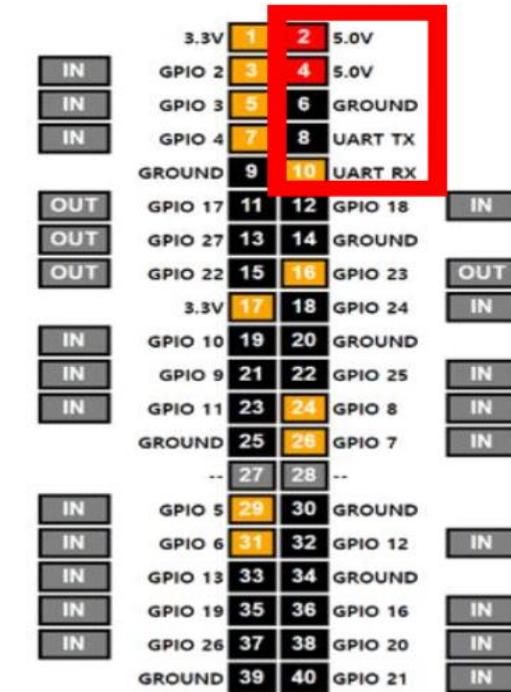 3.3V 1 2 5.0V
IN GPIO 2 3 4 5.0V
IN GPIO 3 5 6 GROUND
IN GPIO 4 7 8 UART TX
GROUND 9 10 UART RX
OUT GPIO 17 11 12 GPIO 18 IN
OUT GPIO 27 13 14 GROUND
OUT GPIO 22 15 16 GPIO 23 OUT
3.3V 17 18 GPIO 24 IN
IN GPIO 10 19 20 GROUND
IN GPIO 9 21 22 GPIO 25 IN
IN GPIO 11 23 24 GPIO 8 IN
GROUND 25 26 GPIO 7 IN
-- 27 28 --
IN GPIO 5 29 30 GROUND
IN GPIO 6 31 32 GPIO 12 IN
IN GPIO 13 33 34 GROUND
IN GPIO 19 35 36 GPIO 16 IN
IN GPIO 26 37 38 GPIO 20 IN
GROUND 39 40 GPIO 21 IN